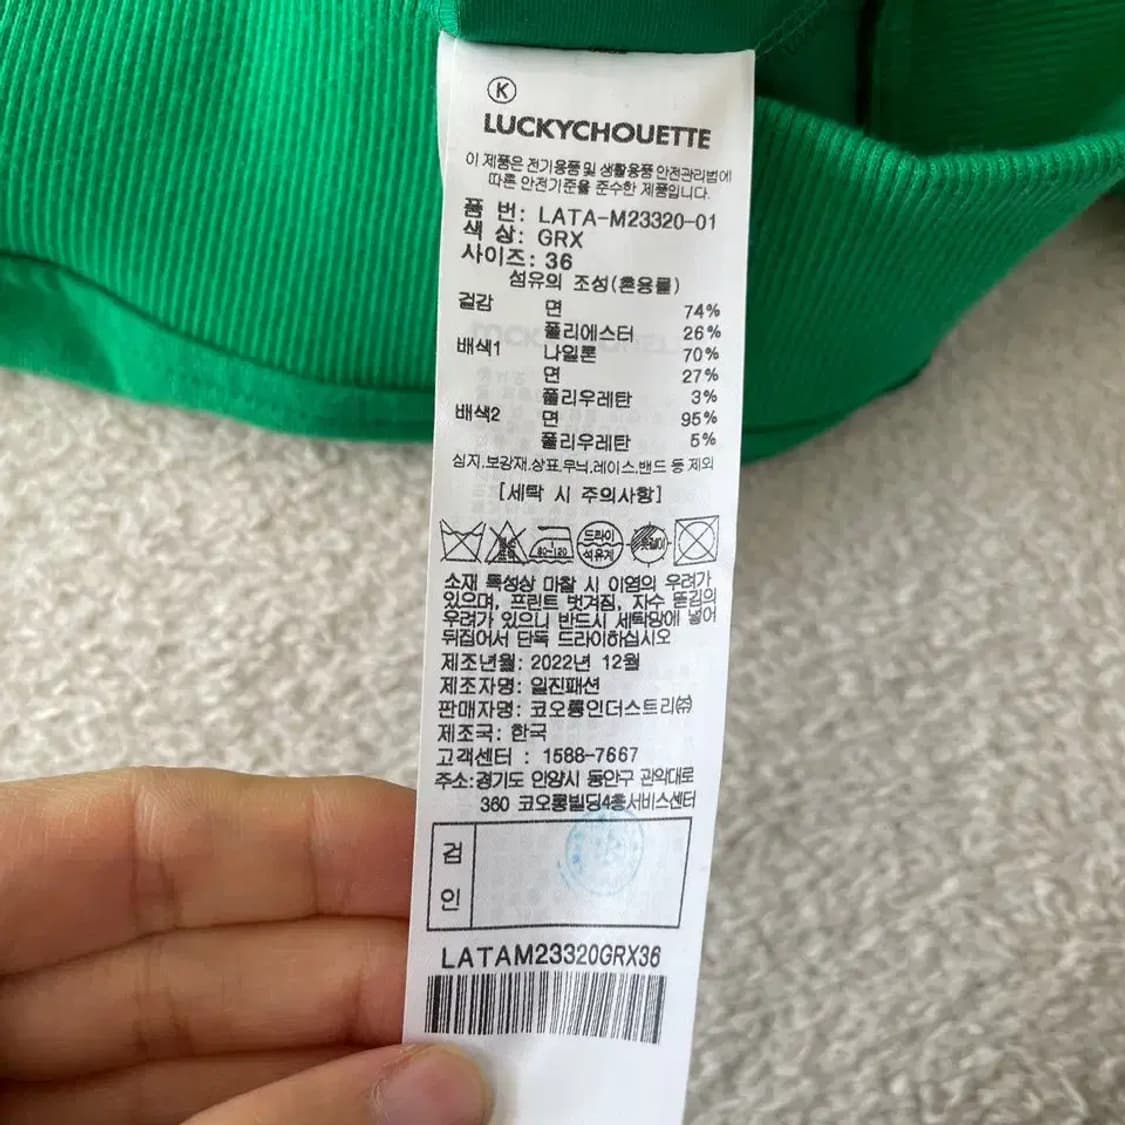 K
LUCKYCHOUETTE
이 제품은 전기용품 및 생활용품 안전관리법에
따른 안전기준을 준수한 제품입니다.
품 번: LATA-M23320-01
색 상: GRX
사이즈: 36
섬유의 조성(혼용률)
겉감 면 74%
폴리에스터 26%
배색1 나일론 70%
면 27%
폴리우레탄 3%
배색2 면 95%
폴리우레탄 5%
심지.보강재.상표.무늬.레이스.밴드 등 제외
[세탁 시 주의사항]
80~120 드라이 석유계 옷걸이
소재 특성상 마찰 시 이염의 우려가
있으며, 프린트 벗겨짐, 자수 뜯김의
우려가 있으니 반드시 세탁망에 넣어
뒤집어서 단독 드라이하십시오
제조년월: 2022년 12월
제조자명: 일진패션
판매자명: 코오롱인더스트리㈜
제조국: 한국
고객센터 : 1588-7667
주소:경기도 안양시 동안구 관악대로
360 코오롱빌딩4층서비스센터
검
인
LATAM23320GRX36